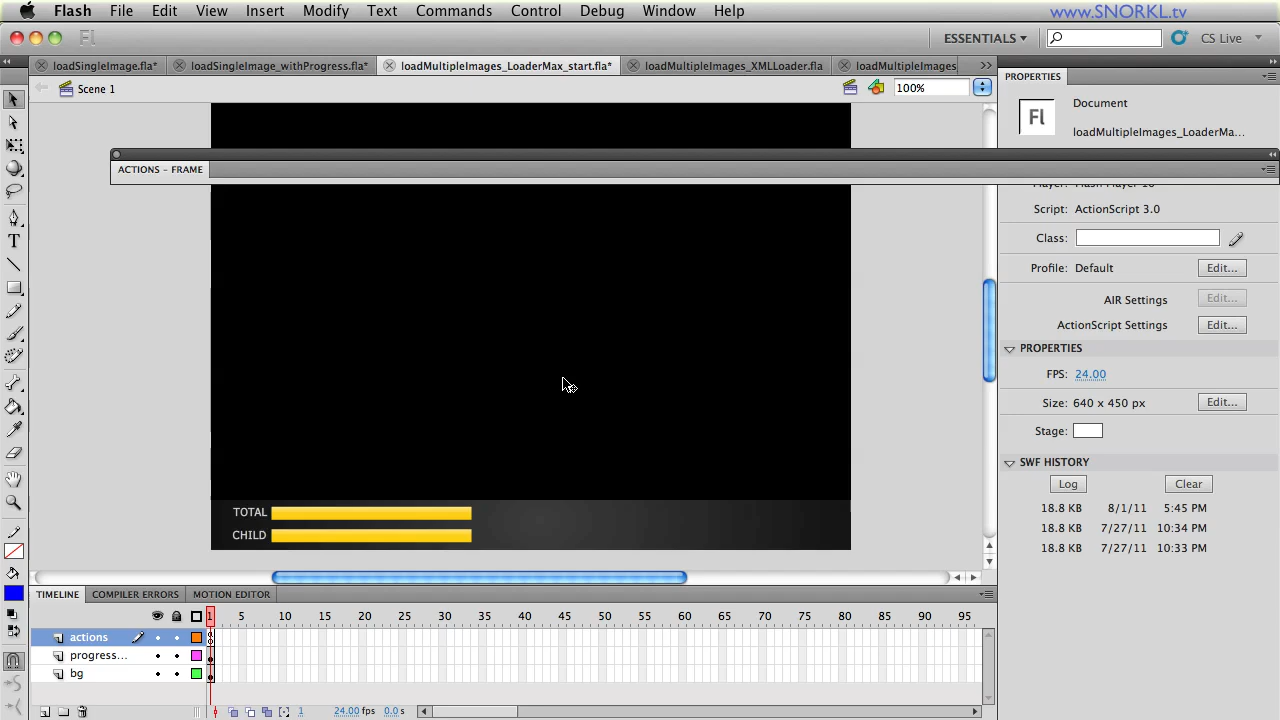 Flash File Edit View Insert Modify Text Commands Control Debug Window Help www.SNORKL.tv
Fl ESSENTIALS CS Live
loadSingleImage.fla* loadSingleImage_withProgress.fla* loadMultipleImages_LoaderMax_start.fla* loadMultipleImages_XMLLoader.fla loadMultipleImages
Scene 1 100%
PROPERTIES
Fl
Document
loadMultipleImages_LoaderMa...
ACTIONS - FRAME
Script: ActionScript 3.0
Class:
Profile: Default Edit...
AIR Settings Edit...
ActionScript Settings Edit...
PROPERTIES
FPS: 24.00
Size: 640 x 450 px Edit...
Stage:
SWF HISTORY
Log Clear
18.8 KB 8/1/11 5:45 PM
18.8 KB 7/27/11 10:34 PM
18.8 KB 7/27/11 10:33 PM
TOTAL
CHILD
TIMELINE COMPILER ERRORS MOTION EDITOR
1 5 10 15 20 25 30 35 40 45 50 55 60 65 70 75 80 85 90 95
actions
progress...
bg
1 24.00 fps 0.0 s